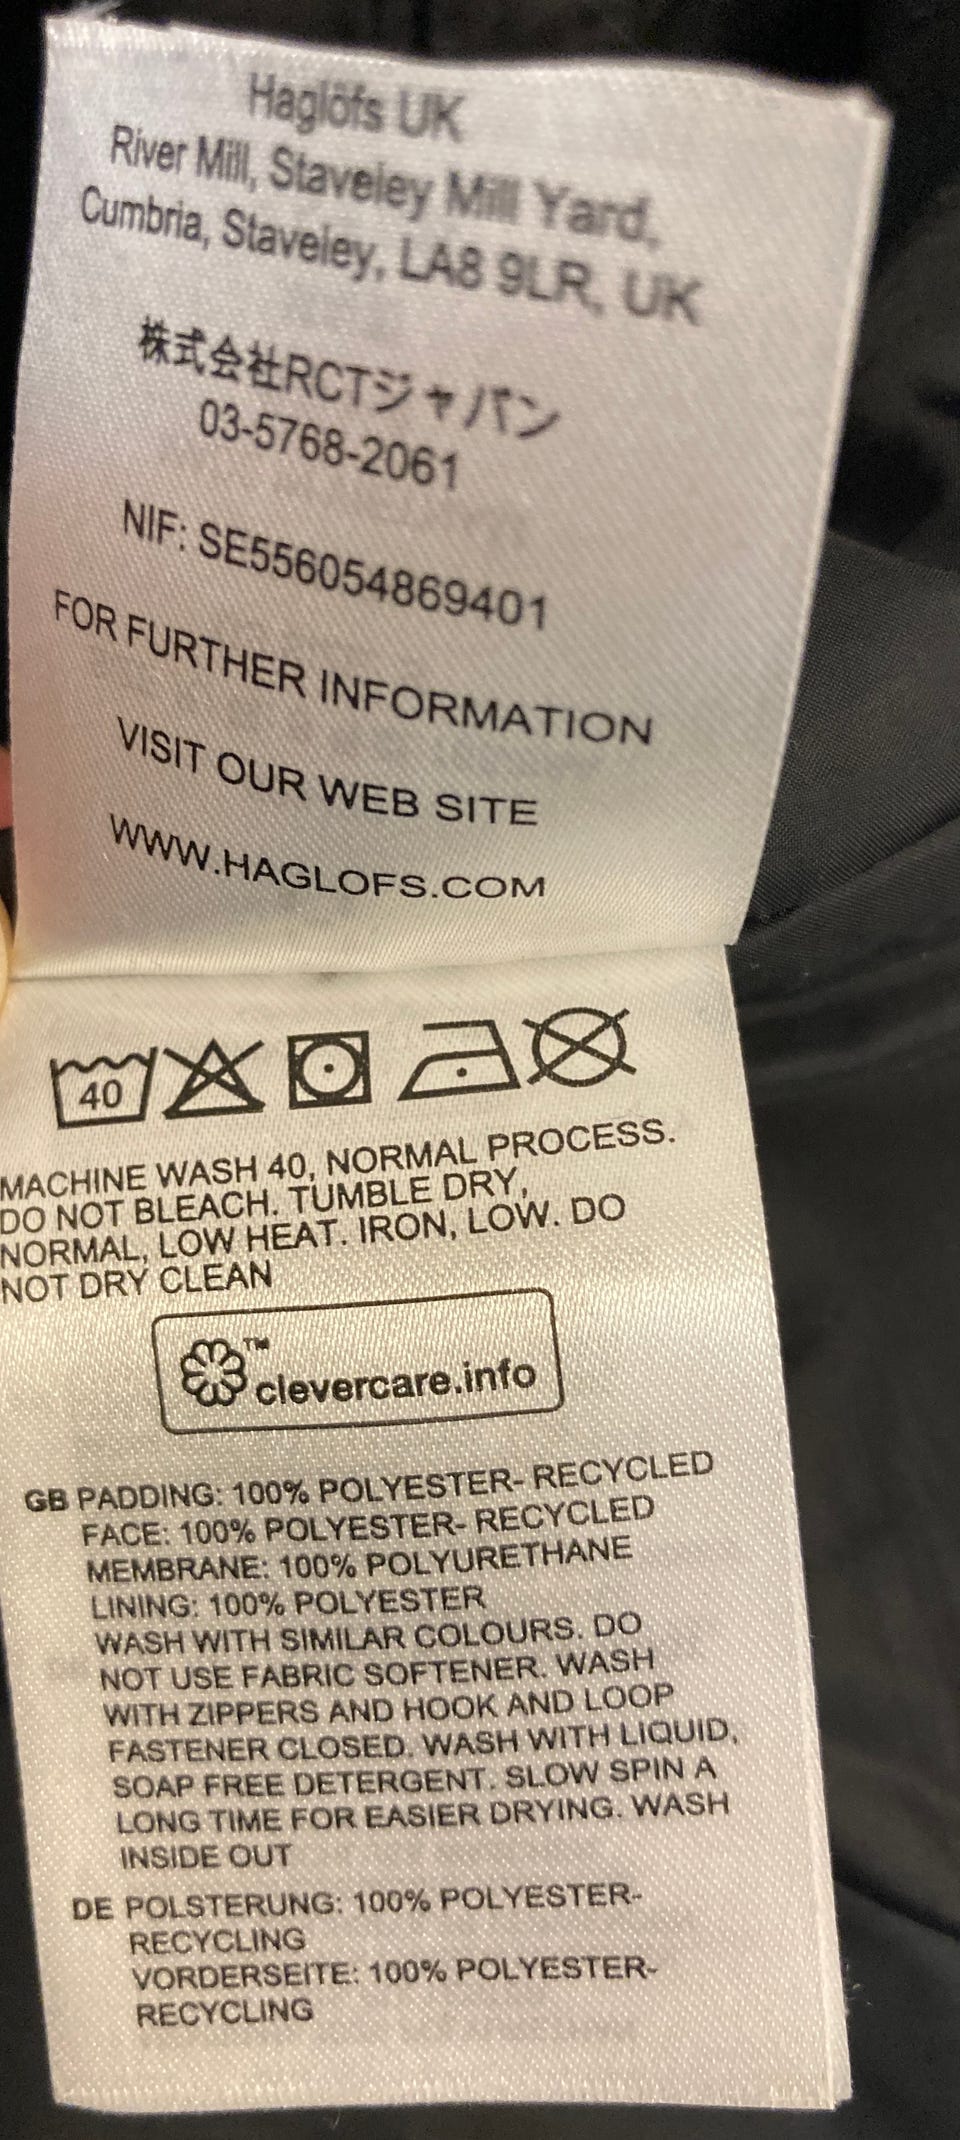 Haglöfs UK
River Mill, Staveley Mill Yard,
Cumbria, Staveley, LA8 9LR, UK
株式会社RCTジャパン
03-5768-2061
NIF: SE556054869401
FOR FURTHER INFORMATION
VISIT OUR WEB SITE
WWW.HAGLOFS.COM
40
MACHINE WASH 40, NORMAL PROCESS.
DO NOT BLEACH. TUMBLE DRY,
NORMAL, LOW HEAT. IRON, LOW. DO
NOT DRY CLEAN
clevercare.info™
GB PADDING: 100% POLYESTER- RECYCLED
FACE: 100% POLYESTER- RECYCLED
MEMBRANE: 100% POLYURETHANE
LINING: 100% POLYESTER
WASH WITH SIMILAR COLOURS. DO
NOT USE FABRIC SOFTENER. WASH
WITH ZIPPERS AND HOOK AND LOOP
FASTENER CLOSED. WASH WITH LIQUID,
SOAP FREE DETERGENT. SLOW SPIN A
LONG TIME FOR EASIER DRYING. WASH
INSIDE OUT
DE POLSTERUNG: 100% POLYESTER-
RECYCLING
VORDERSEITE: 100% POLYESTER-
RECYCLING